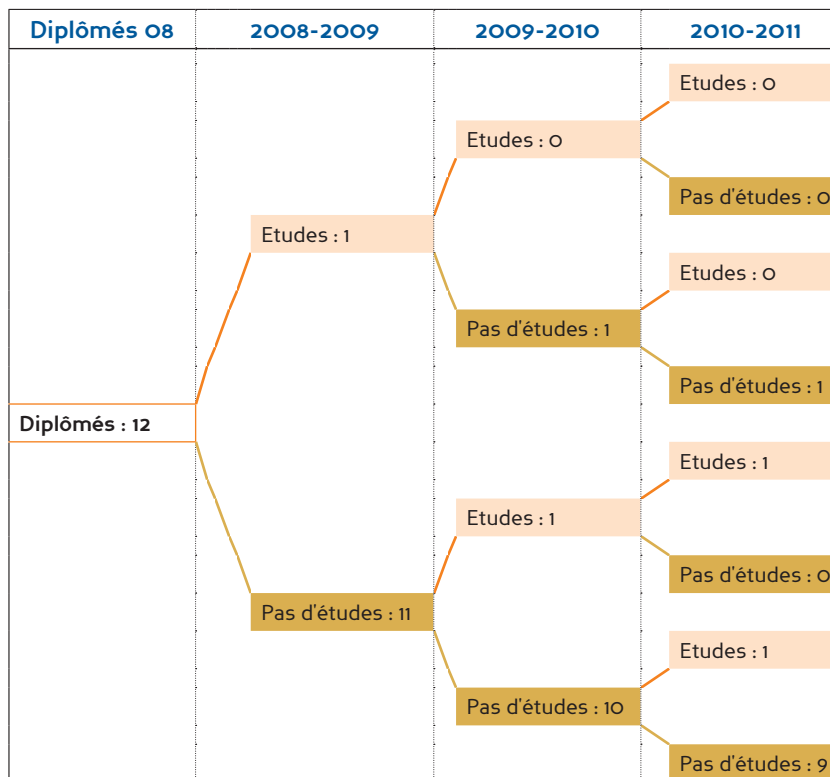 Diplômés 08 2008-2009 2009-2010 2010-2011
Etudes : 0
Etudes : 0
Pas d'études : 0
Etudes : 1
Etudes : 0
Pas d'études : 1
Pas d'études : 1
Diplômés : 12
Etudes : 1
Etudes : 1
Pas d'études : 0
Pas d'études : 11
Etudes : 1
Pas d'études : 10
Pas d'études : 9